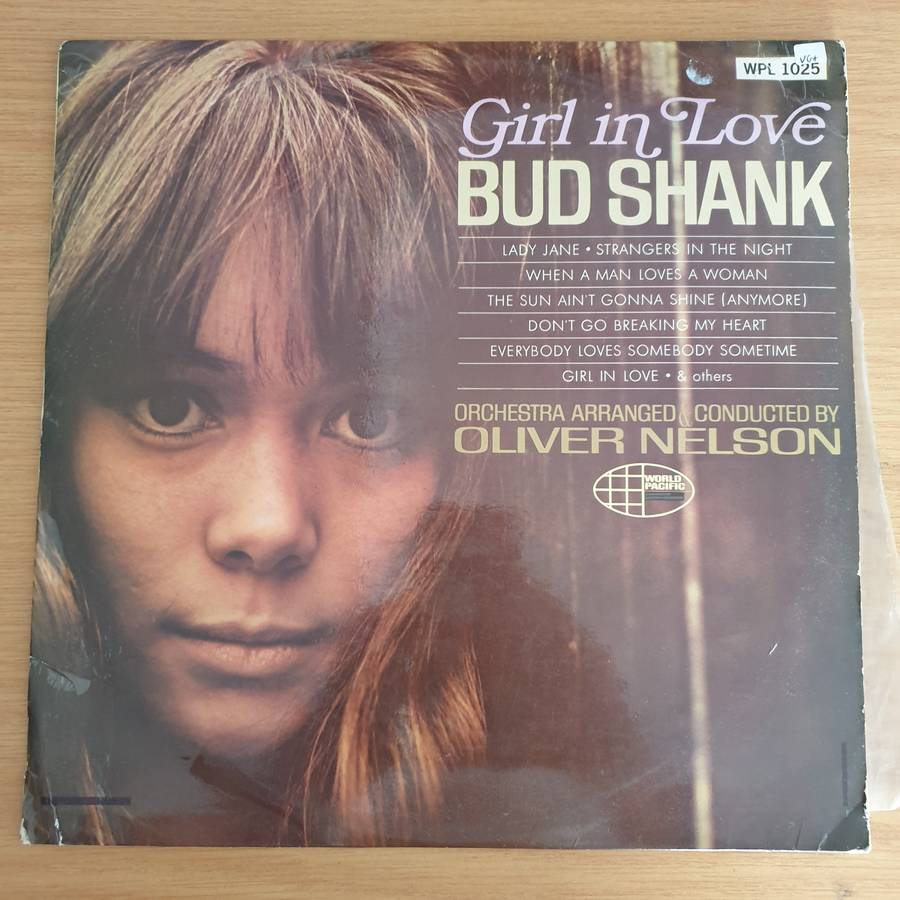 VG+
WPL 1025
Girl in Love
BUD SHANK
LADY JANE • STRANGERS IN THE NIGHT
WHEN A MAN LOVES A WOMAN
THE SUN AIN'T GONNA SHINE (ANYMORE)
DON'T GO BREAKING MY HEART
EVERYBODY LOVES SOMEBODY SOMETIME
GIRL IN LOVE • & others
ORCHESTRA ARRANGED & CONDUCTED BY
OLIVER NELSON
WORLD
PACIFIC